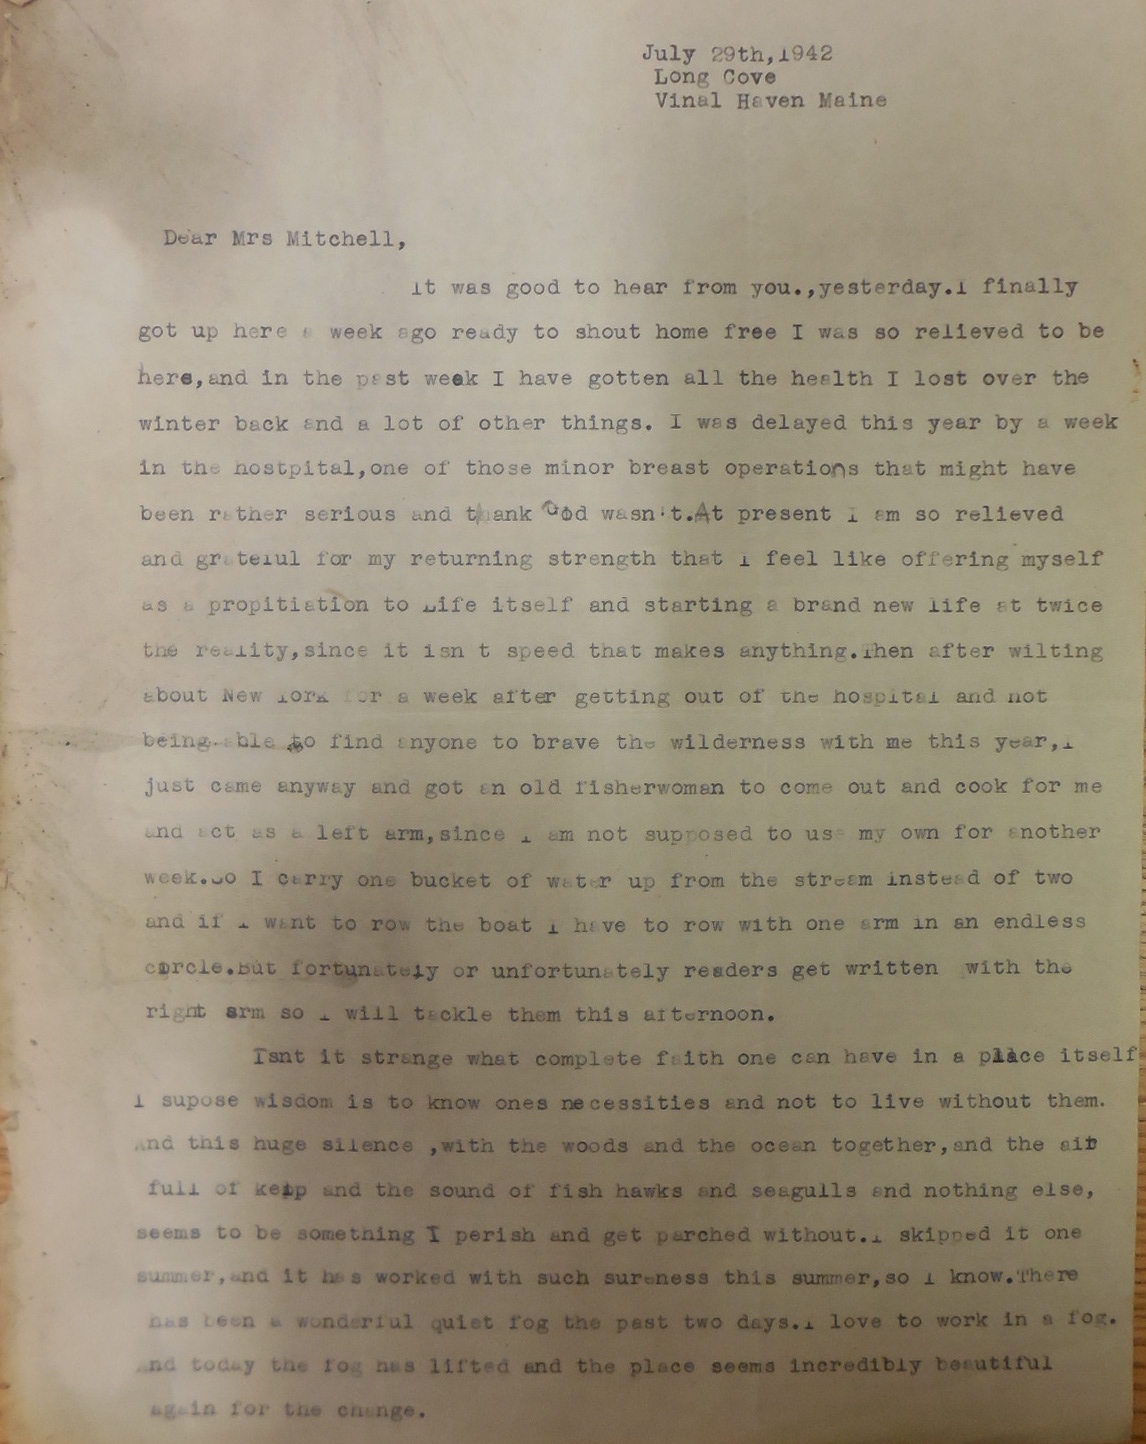 July 29th,1942
Long Cove
Vinal Haven Maine
Dear Mrs Mitchell,
It was good to hear from you.,yesterday.I finally
got up here a week ago ready to shout home free I was so relieved to be
here,and in the past week I have gotten all the health I lost over the
winter back and a lot of other things. I was delayed this year by a week
in the hostpital,one of those minor breast operations that might have
been rather serious and thank God wasn't.At present I am so relieved
and grateful for my returning strength that I feel like offering myself
as a propitiation to Life itself and starting a brand new life at twice
the reality,since it isn t speed that makes anything.Then after wilting
about New York for a week after getting out of the hospital and not
being able to find anyone to brave the wilderness with me this year,I
just came anyway and got an old fisherwoman to come out and cook for me
and act as a left arm,since I am not supposed to use my own for another
week.So I carry one bucket of water up from the stream instead of two
and if I want to row the boat I have to row with one arm in an endless
circle.But fortunately or unfortunately readers get written  with the
right arm so I will tackle them this afternoon.
Isnt it strange what complete faith one can have in a place itself
I supose wisdom is to know ones necessities and not to live without them.
And this huge silence ,with the woods and the ocean together,and the air
full of kelp and the sound of fish hawks and seagulls and nothing else,
seems to be something I perish and get parched without.I skipped it one
summer,and it has worked with such sureness this summer,so I know.There
has been a wonderful quiet fog the past two days.I love to work in a fog.
And today the fog has lifted and the place seems incredibly beautiful
again for the change.